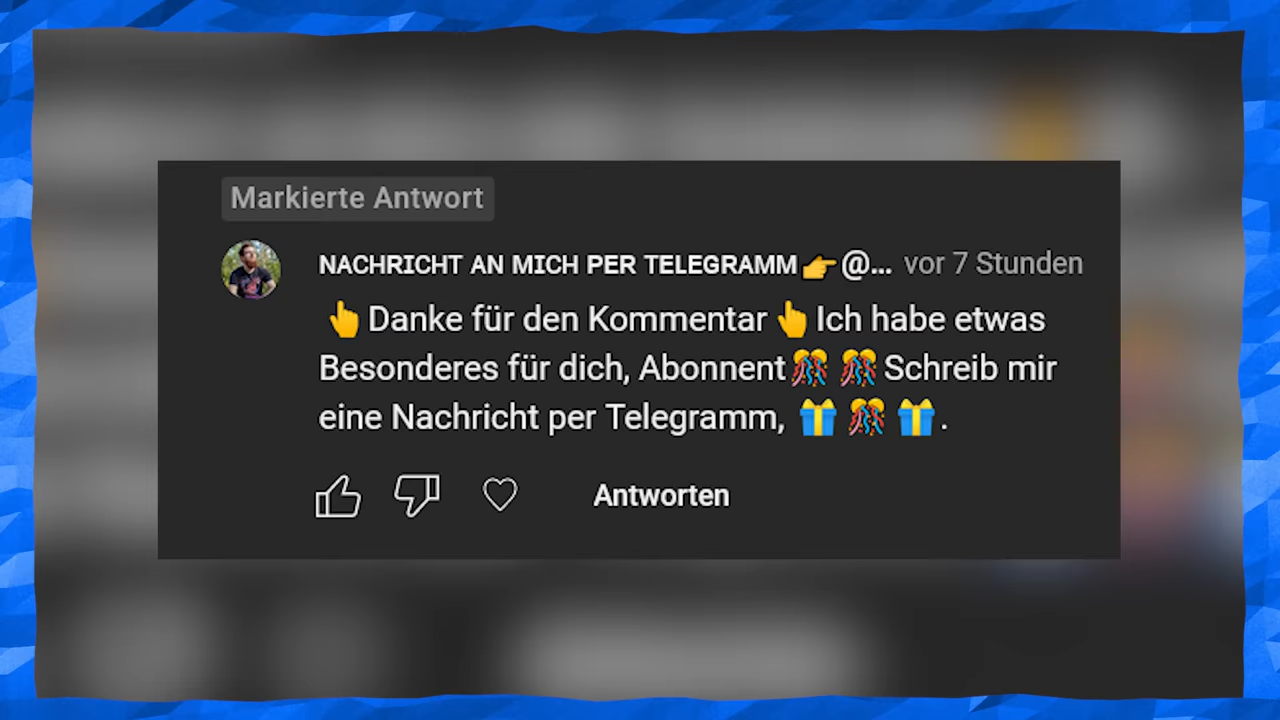 Markierte Antwort
NACHRICHT AN MICH PER TELEGRAMM👉@... vor 7 Stunden
👆Danke für den Kommentar👆Ich habe etwas
Besonderes für dich, Abonnent🎊 🎊Schreib mir
eine Nachricht per Telegramm, 🎁🎊🎁.
Antworten